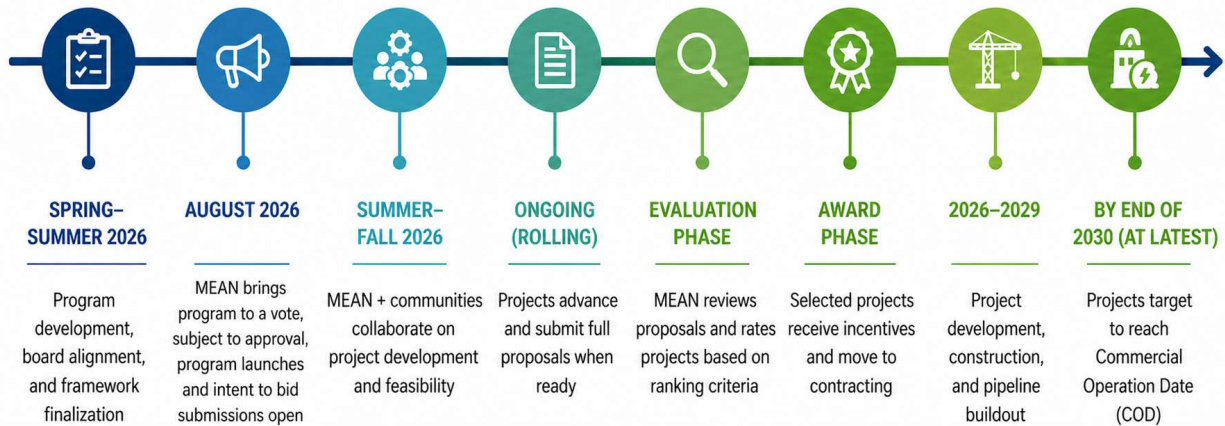 SPRING–
SUMMER 2026
Program
development,
board alignment,
and framework
finalization
AUGUST 2026
MEAN brings
program to a vote,
subject to approval,
program launches
and intent to bid
submissions open
SUMMER–
FALL 2026
MEAN + communities
collaborate on
project development
and feasibility
ONGOING
(ROLLING)
Projects advance
and submit full
proposals when
ready
EVALUATION
PHASE
MEAN reviews
proposals and rates
projects based on
ranking criteria
AWARD
PHASE
Selected projects
receive incentives
and move to
contracting
2026–2029
Project
development,
construction,
and pipeline
buildout
BY END OF
2030 (AT LATEST)
Projects target
to reach
Commercial
Operation Date
(COD)